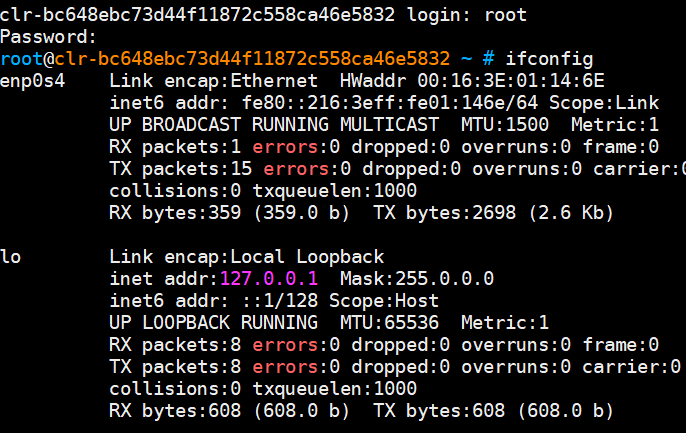 clr-bc648ebc73d44f11872c558ca46e5832 login: root
Password:
root@clr-bc648ebc73d44f11872c558ca46e5832 ~ # ifconfig
enp0s4    Link encap:Ethernet  HWaddr 00:16:3E:01:14:6E
          inet6 addr: fe80::216:3eff:fe01:146e/64 Scope:Link
          UP BROADCAST RUNNING MULTICAST  MTU:1500  Metric:1
          RX packets:1 errors:0 dropped:0 overruns:0 frame:0
          TX packets:15 errors:0 dropped:0 overruns:0 carrier:0
          collisions:0 txqueuelen:1000
          RX bytes:359 (359.0 b)  TX bytes:2698 (2.6 Kb)

lo        Link encap:Local Loopback
          inet addr:127.0.0.1  Mask:255.0.0.0
          inet6 addr: ::1/128 Scope:Host
          UP LOOPBACK RUNNING  MTU:65536  Metric:1
          RX packets:8 errors:0 dropped:0 overruns:0 frame:0
          TX packets:8 errors:0 dropped:0 overruns:0 carrier:0
          collisions:0 txqueuelen:1000
          RX bytes:608 (608.0 b)  TX bytes:608 (608.0 b)